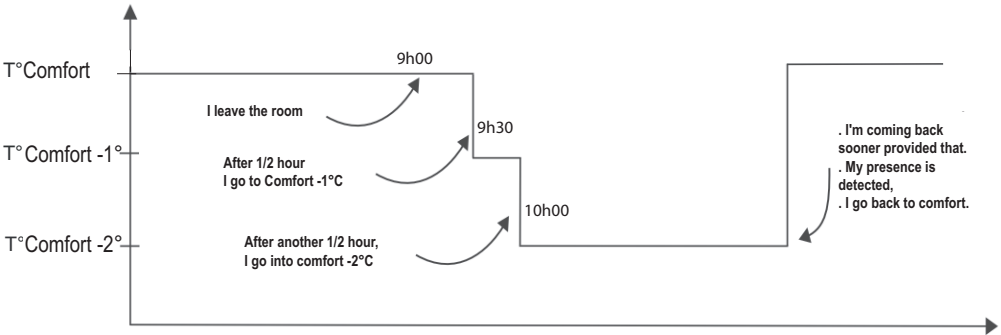 9h00
T°Comfort
I leave the room
9h30
T°Comfort -1°
After 1/2 hour
I go to Comfort -1°C
10h00
T°Comfort -2°
After another 1/2 hour,
I go into comfort -2°C
. I'm coming back
sooner provided that.
. My presence is
detected,
. I go back to comfort.